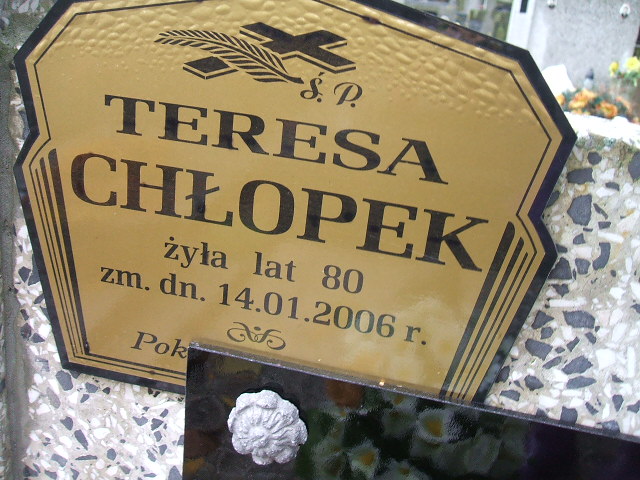 Ś. P.
TERESA
CHŁOPEK
żyła lat 80
zm. dn. 14.01.2006 r.